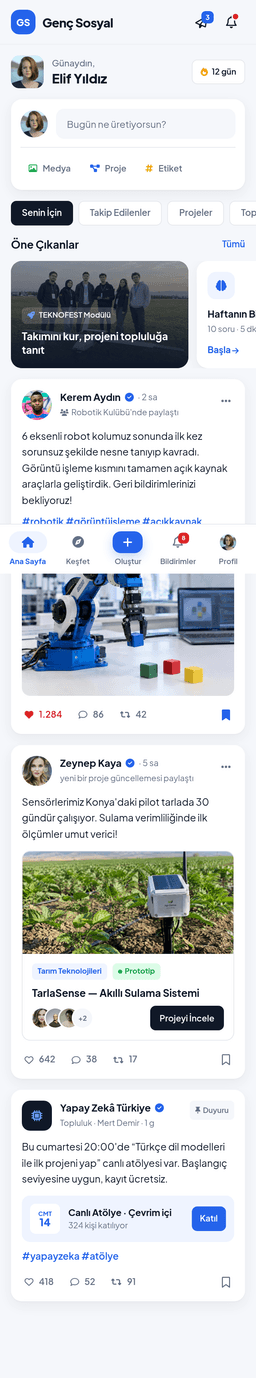 GS Genç Sosyal 3
Günaydın,
Elif Yıldız
12 gün
Bugün ne üretiyorsun?
Medya Proje Etiket
Senin İçin Takip Edilenler Projeler Top
Öne Çıkanlar Tümü
TEKNOFEST Modülü
Takımını kur, projeni topluluğa
tanıt
Haftanın B
10 soru · 5 dk
Başla→
Kerem Aydın · 2 sa
Robotik Kulübü'nde paylaştı
6 eksenli robot kolumuz sonunda ilk kez
sorunsuz şekilde nesne tanıyıp kavradı.
Görüntü işleme kısmını tamamen açık kaynak
araçlarla geliştirdik. Geri bildirimlerinizi
bekliyoruz!
#robotik #görüntüişleme #açıkkaynak
8
Ana Sayfa Keşfet Oluştur Bildirimler Profil
1.284 86 42
Zeynep Kaya · 5 sa
yeni bir proje güncellemesi paylaştı
Sensörlerimiz Konya'daki pilot tarlada 30
gündür çalışıyor. Sulama verimliliğinde ilk
ölçümler umut verici!
Tarım Teknolojileri Prototip
TarlaSense — Akıllı Sulama Sistemi
+2 Projeyi İncele
642 38 17
Yapay Zekâ Türkiye Duyuru
Topluluk · Mert Demir · 1 g
Bu cumartesi 20:00'de “Türkçe dil modelleri
ile ilk projeni yap” canlı atölyesi var. Başlangıç
seviyesine uygun, kayıt ücretsiz.
CMT
14
Canlı Atölye · Çevrim içi
324 kişi katılıyor
Katıl
#yapayzeka #atölye
418 52 91